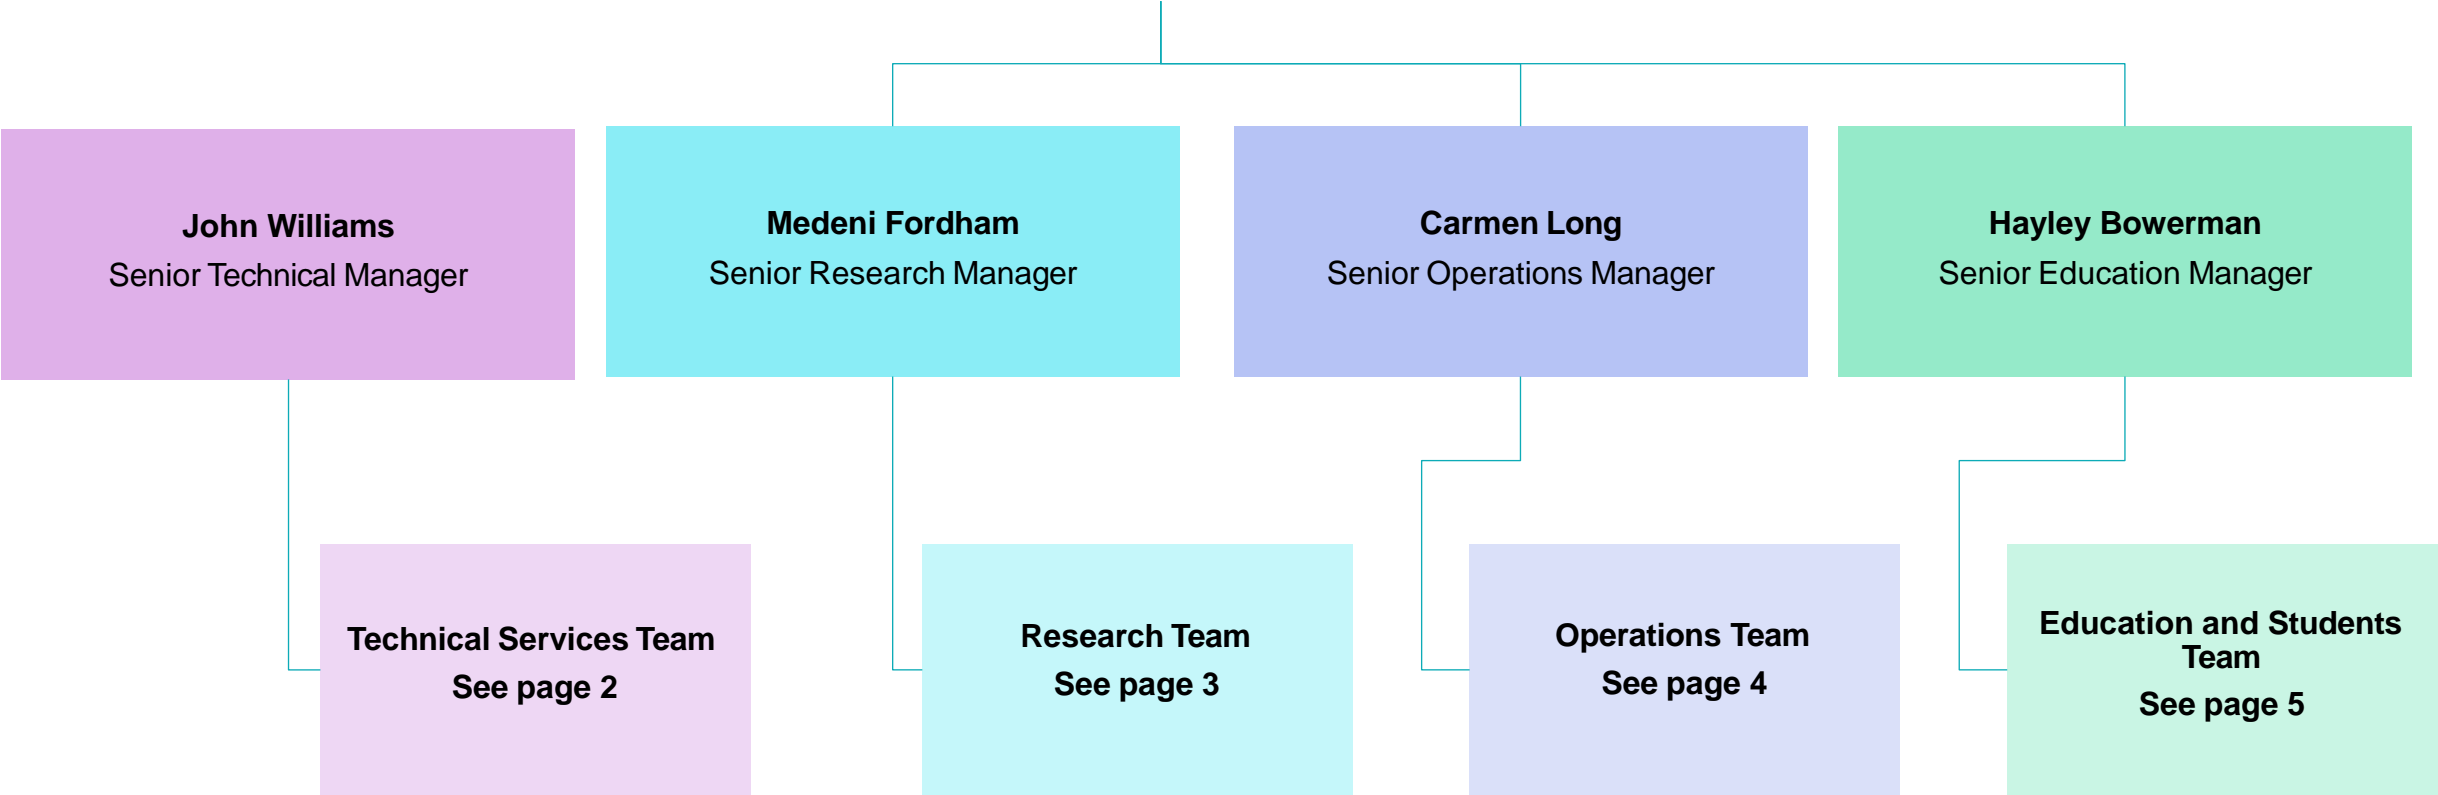 John Williams
Senior Technical Manager
Medeni Fordham
Senior Research Manager
Carmen Long
Senior Operations Manager
Hayley Bowerman
Senior Education Manager
Technical Services Team
See page 2
Research Team
See page 3
Operations Team
See page 4
Education and Students
Team
See page 5